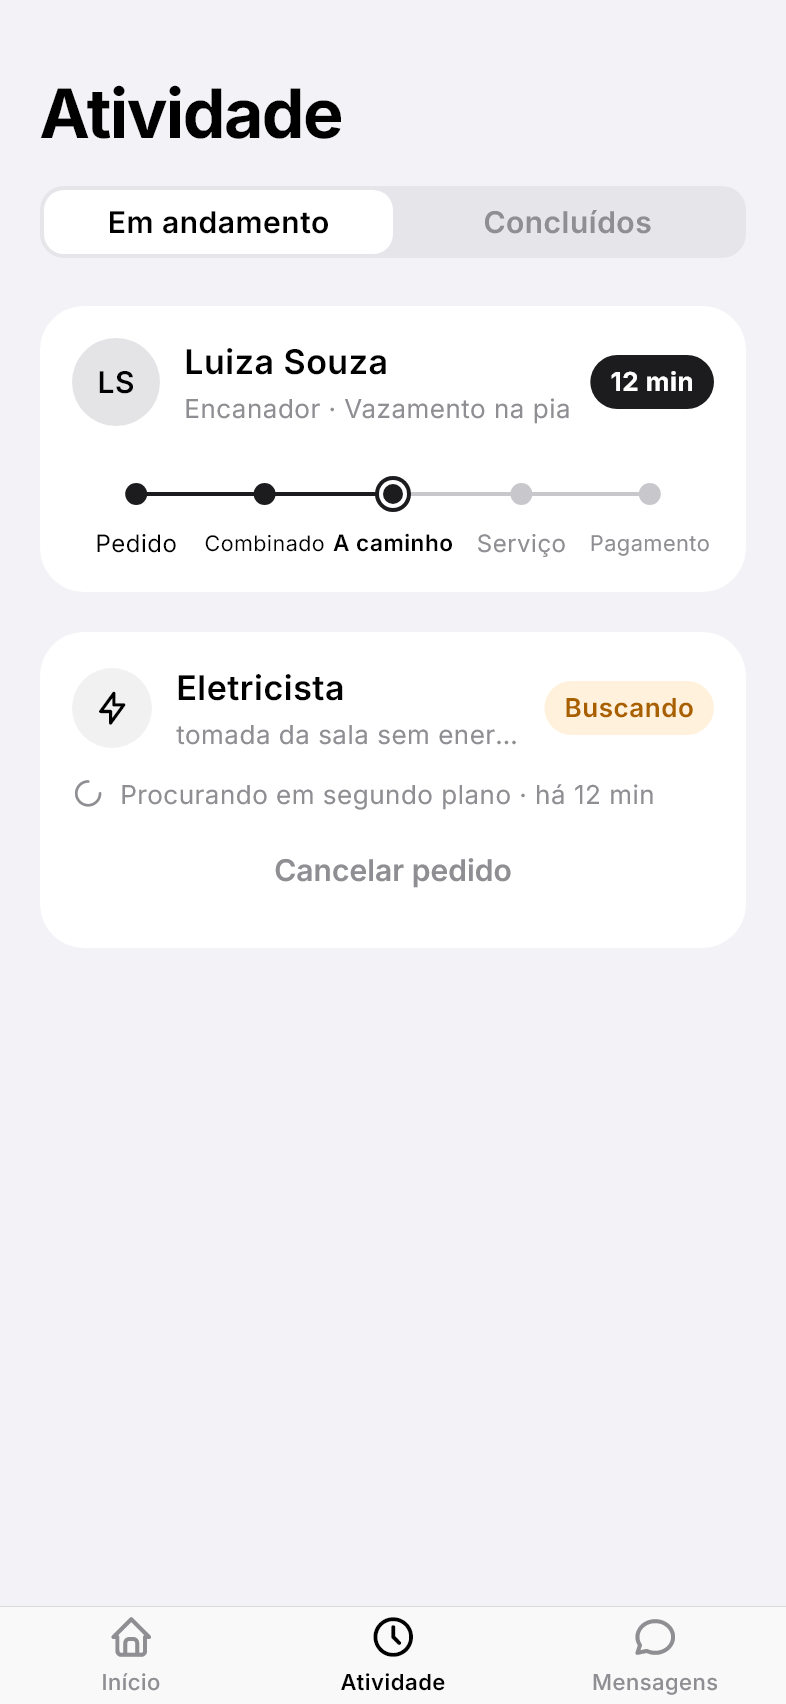 Atividade
Em andamento
Concluídos
LS
Luiza Souza
Encanador · Vazamento na pia
12 min
Pedido
Combinado
A caminho
Serviço
Pagamento
Eletricista
tomada da sala sem ener...
Buscando
Procurando em segundo plano · há 12 min
Cancelar pedido
Início
Atividade
Mensagens